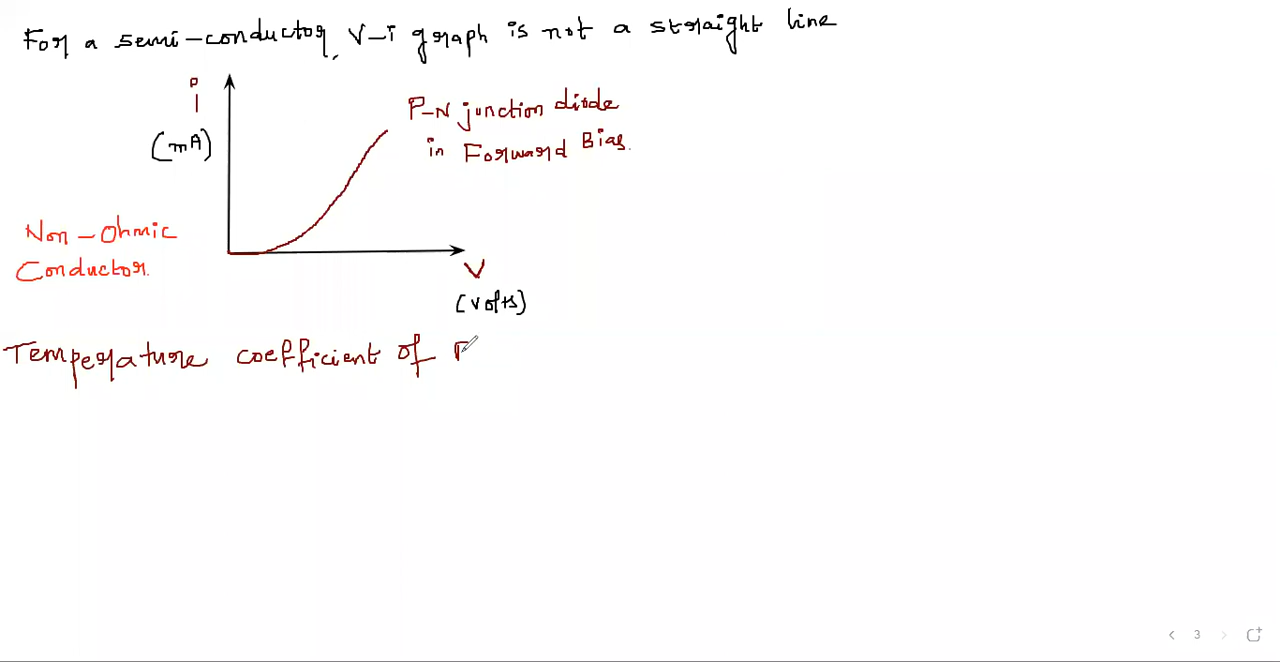 For a semi-conductor, V-i graph is not a straight line
i
(mA)
P-N junction diode
in Forward Bias.
Non-Ohmic
Conductor.
V
(volts)
Temperature coefficient of
3